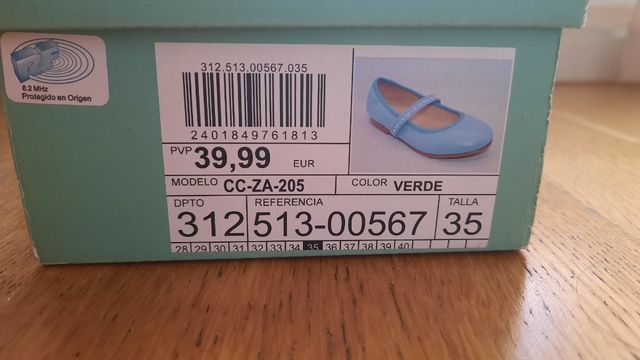 RF
8.2 MHz
Protegido en Origen
312.513.00567.035
2401849761813
PVP 39,99 EUR
MODELO CC-ZA-205 COLOR VERDE
DPTO REFERENCIA TALLA
312 513-00567 35
28 29 30 31 32 33 34 35 36 37 38 39 40